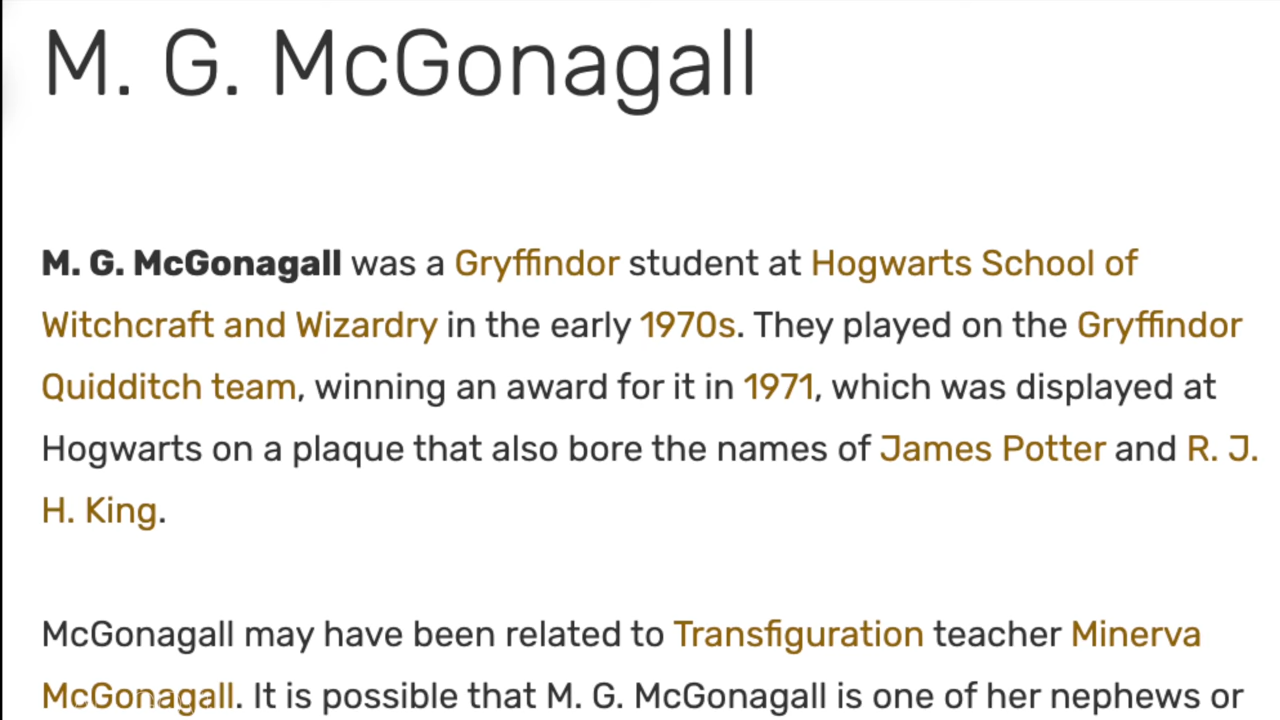 M. G. McGonagall
M. G. McGonagall was a Gryffindor student at Hogwarts School of
Witchcraft and Wizardry in the early 1970s. They played on the Gryffindor
Quidditch team, winning an award for it in 1971, which was displayed at
Hogwarts on a plaque that also bore the names of James Potter and R. J.
H. King.
McGonagall may have been related to Transfiguration teacher Minerva
McGonagall. It is possible that M. G. McGonagall is one of her nephews or